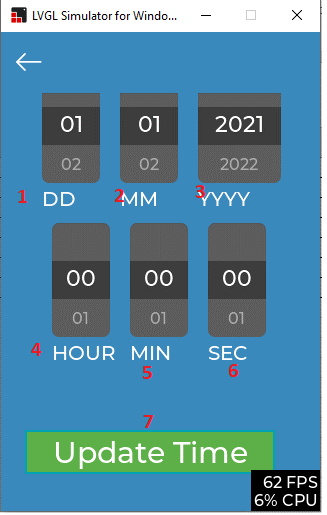 LVGL Simulator for Windo...
01 01 2021
02 02 2022
1 DD 2 MM 3 YYYY
00 00 00
01 01 01
4 HOUR MIN SEC
5 6
7
Update Time
62 FPS
6% CPU